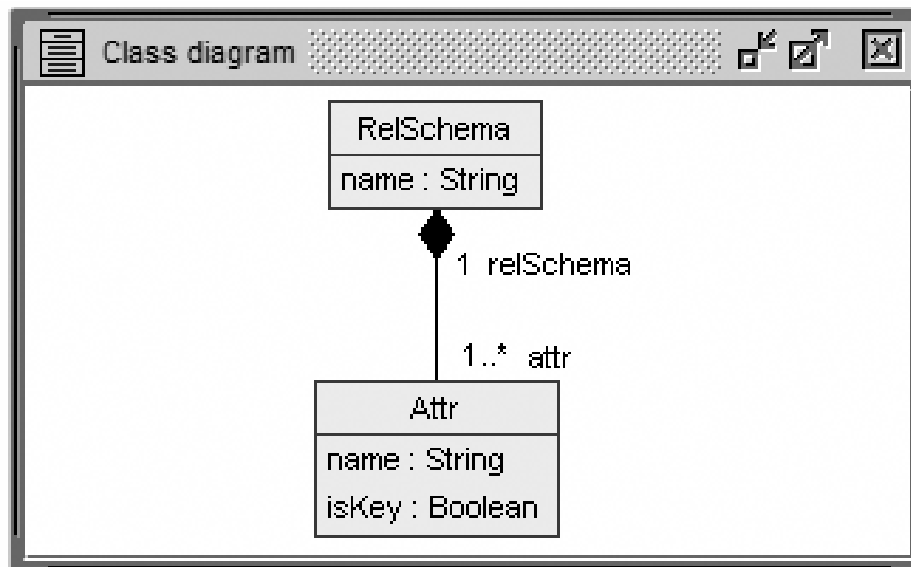 Class diagram
RelSchema
name : String
1 relSchema
1..* attr
Attr
name : String
isKey : Boolean